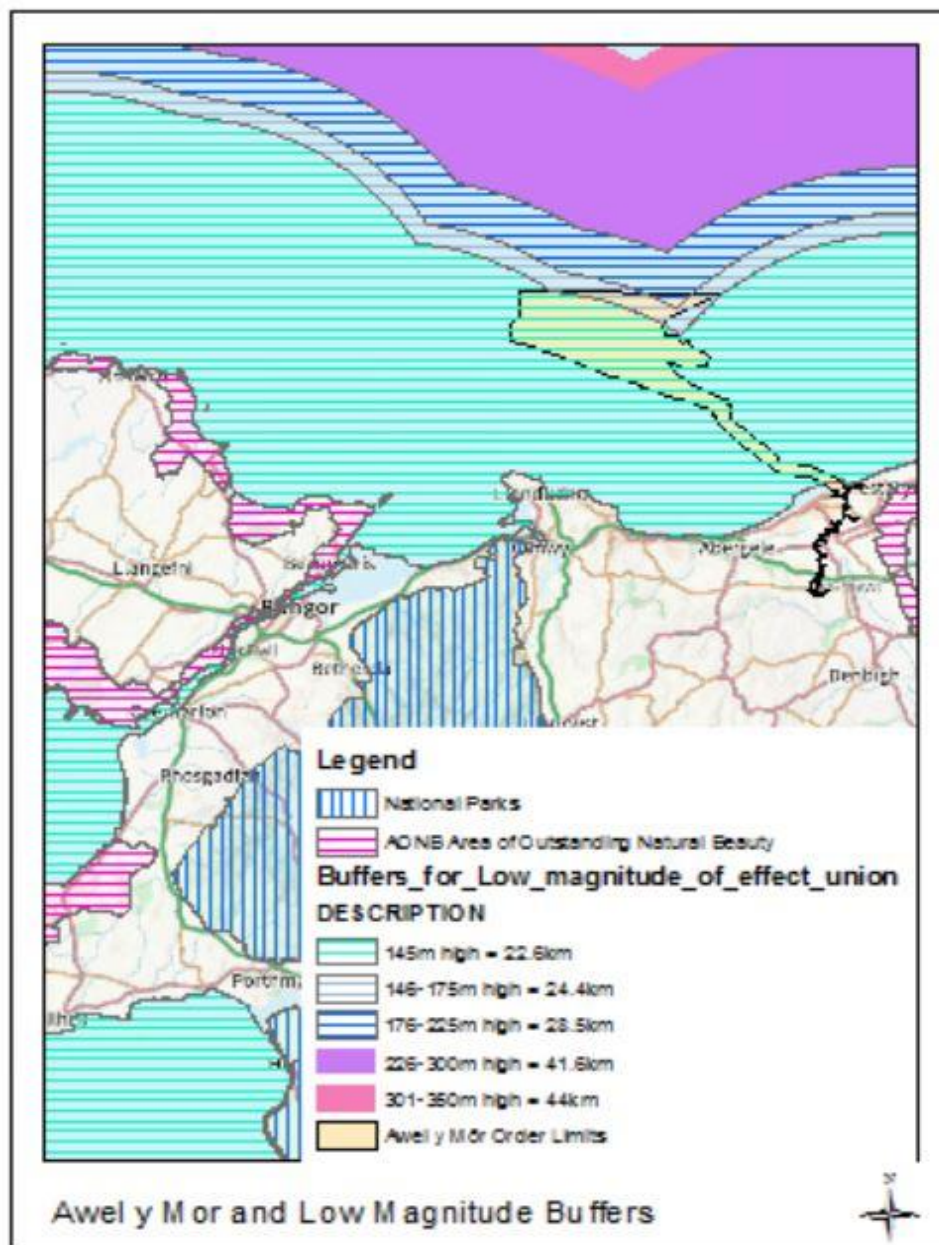 Llangefni
Bangor
Conwy
Abergele
Bethesda
Denbigh
Rhosgadfan
Legend
National Parks
AONB Area of Outstanding Natural Beauty
Buffers_for_Low_magnitude_of_effect_union
DESCRIPTION
145m high = 22.6km
146-175m high = 24.4km
176-225m high = 28.5km
226-300m high = 41.6km
301-350m high = 44km
Awel y Môr Order Limits
Awel y Mor and Low Magnitude Buffers
N